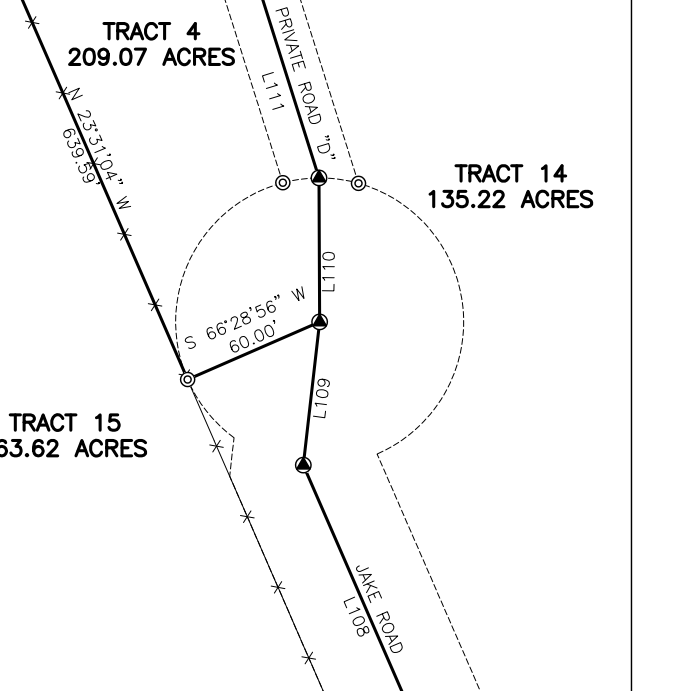 TRACT 4
209.07 ACRES
PRIVATE ROAD "D"
L111
N 23°31'04" W
639.59'
TRACT 14
135.22 ACRES
L110
S 66°28'56" W
60.00'
L109
TRACT 15
63.62 ACRES
JAKE ROAD
L108